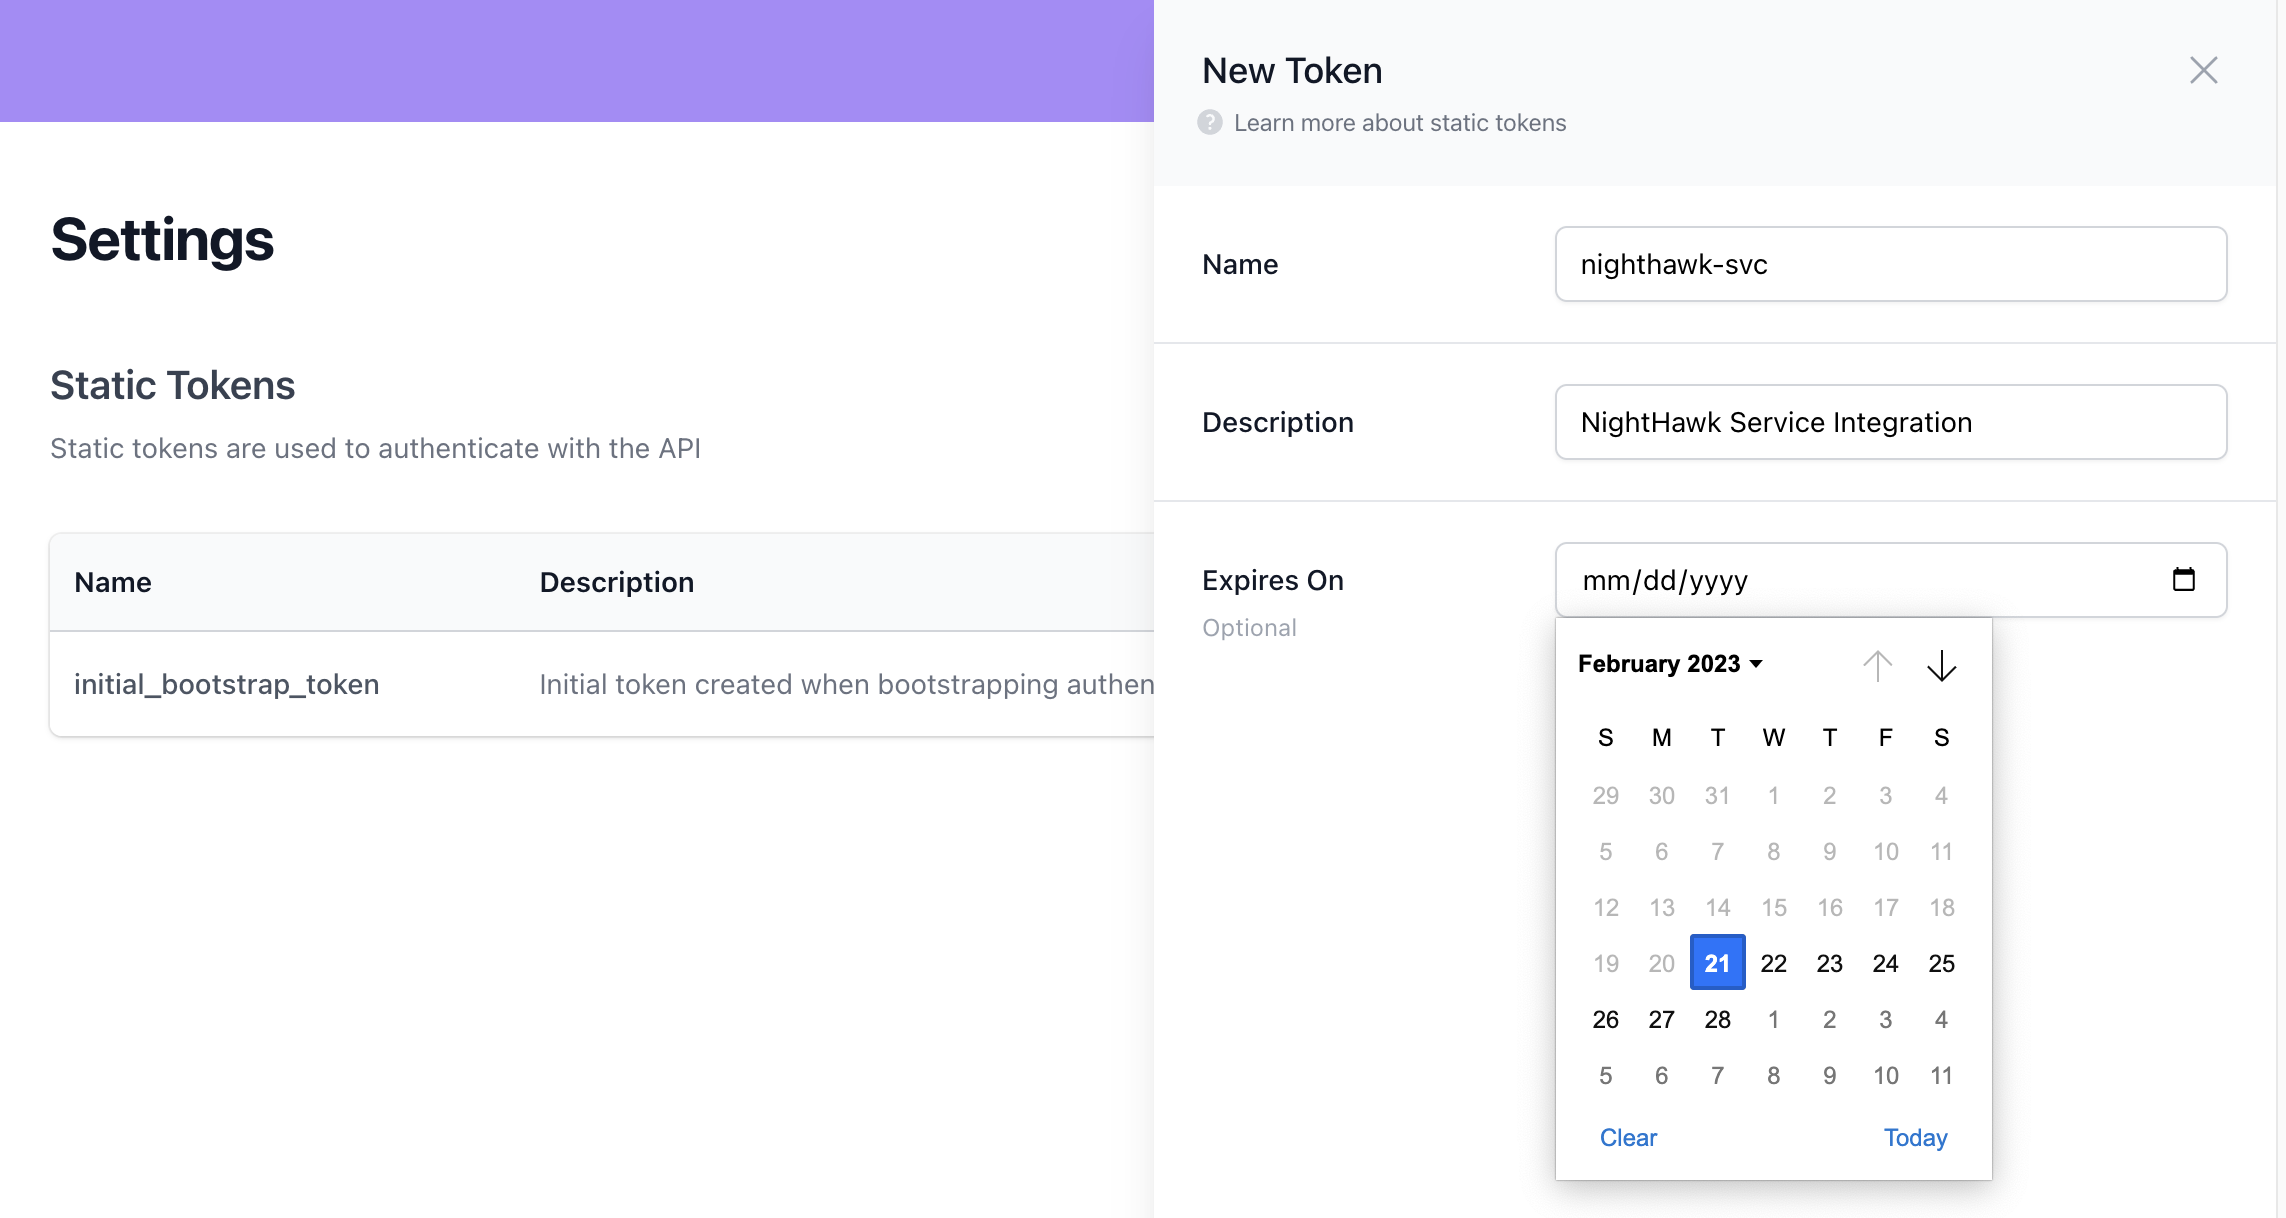 Settings
Static Tokens
Static tokens are used to authenticate with the API
Name Description
initial_bootstrap_token Initial token created when bootstrapping authen
New Token
? Learn more about static tokens
Name nighthawk-svc
Description NightHawk Service Integration
Expires On mm/dd/yyyy
Optional
February 2023
S M T W T F S
29 30 31 1 2 3 4
5 6 7 8 9 10 11
12 13 14 15 16 17 18
19 20 21 22 23 24 25
26 27 28 1 2 3 4
5 6 7 8 9 10 11
Clear Today